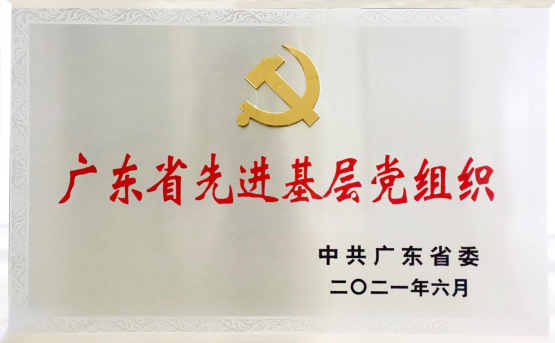 广东省先进基层党组织
中共广东省委
二〇二一年六月